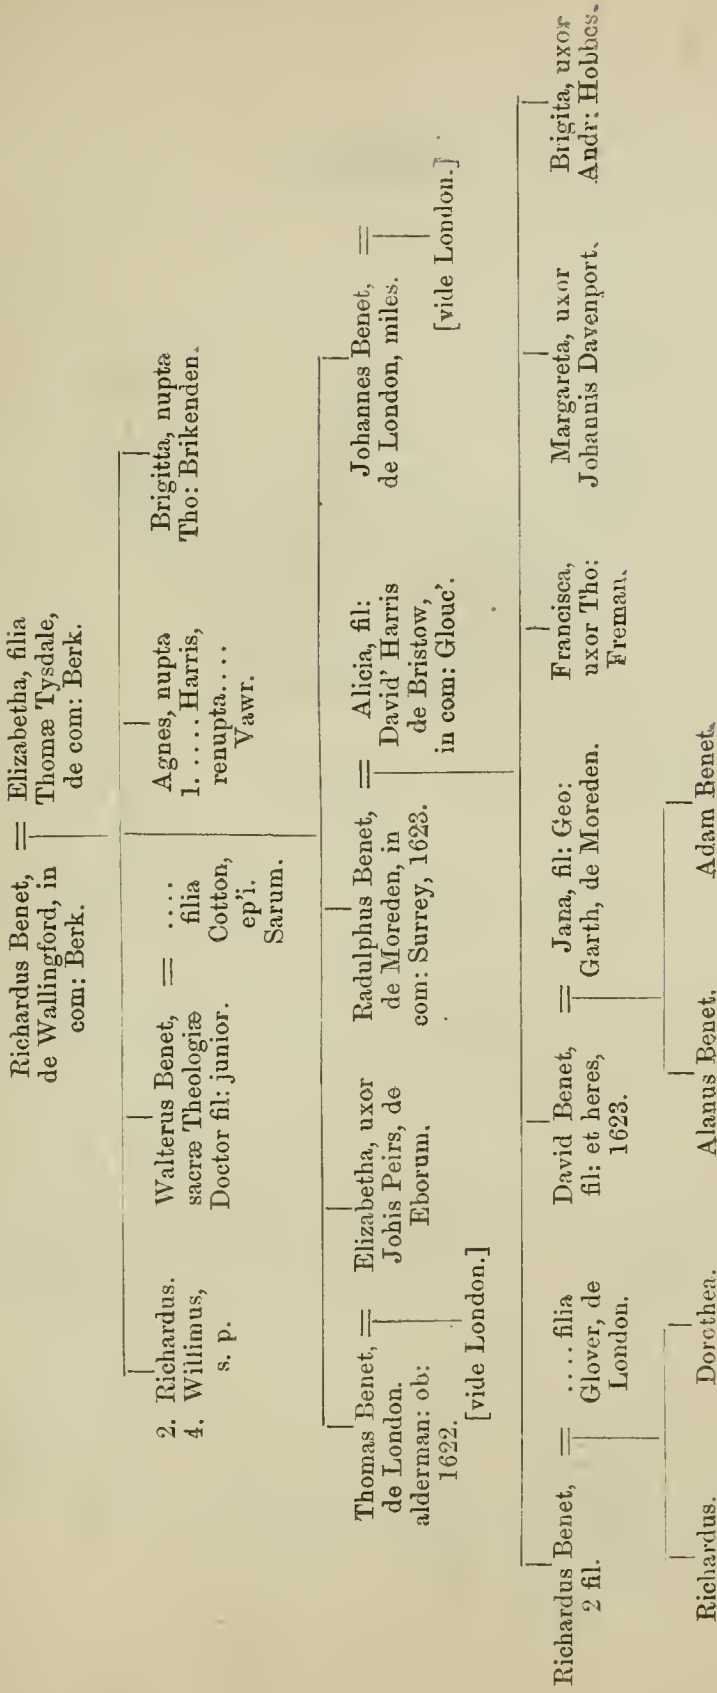 Richardus Benet,
de Wallingford, in
com: Berk.
=
Elizabetha, filia
Thomæ Tysdale,
de com: Berk.
2. Richardus.
4. Willimus,
s. p.
Walterus Benet,
sacræ Theologiæ
Doctor fil: junior.
=
.... filia
Cotton,
ep'i.
Sarum.
Agnes, nupta
1. .... Harris,
renupta....
Vawr.
Brigitta, nupta
Tho: Brikenden.
Thomas Benet,
de London.
alderman: ob:
1622.
=
[vide London.]
Elizabetha, uxor
Johis Peirs, de
Eborum.
Radulphus Benet,
de Moreden, in
com: Surrey, 1623.
=
Alicia, fil:
David' Harris
de Bristow,
in com: Glouc'.
Johannes Benet,
de London, miles.
=
[vide London.]
Richardus Benet,
2 fil.
=
.... filia
Glover, de
London.
David Benet,
fil: et heres,
1623.
=
Jana, fil: Geo:
Garth, de Moreden.
Francisca,
uxor Tho:
Freman.
Margareta, uxor
Johannis Davenport.
Brigita, uxor
Andr: Hobbes.
Richardus.
Dorothea.
Alanus Benet.
Adam Benet.